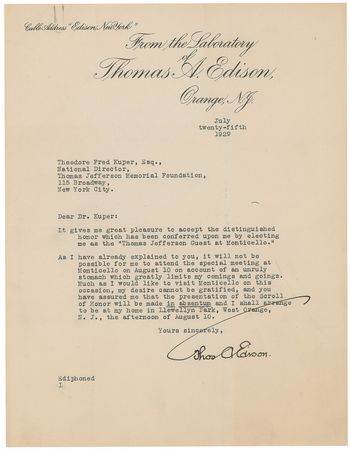 Cable Address "Edison, New York"
From the Laboratory
of
Thomas A. Edison,
Orange, N.J.
July
twenty-fifth
1929
Theodore Fred Kuper, Esq.,
National Director,
Thomas Jefferson Memorial Foundation,
115 Broadway,
New York City.
Dear Dr. Kuper:
It gives me great pleasure to accept the distinguished
honor which has been conferred upon me by electing
me as the "Thomas Jefferson Guest at Monticello."
As I have already explained to you, it will not be
possible for me to attend the special meeting at
Monticello on August 10 on account of an unruly
stomach which greatly limits my comings and goings.
Much as I would like to visit Monticello on this
occasion, my desire cannot be gratified, and you
have assured me that the presentation of the Scroll
of Honor will be made in absentum and I shall arrange
to be at my home in Llewellyn Park, West Orange,
N. J., the afternoon of August 10.
Yours sincerely,
Thos A Edison.
Ediphoned
I